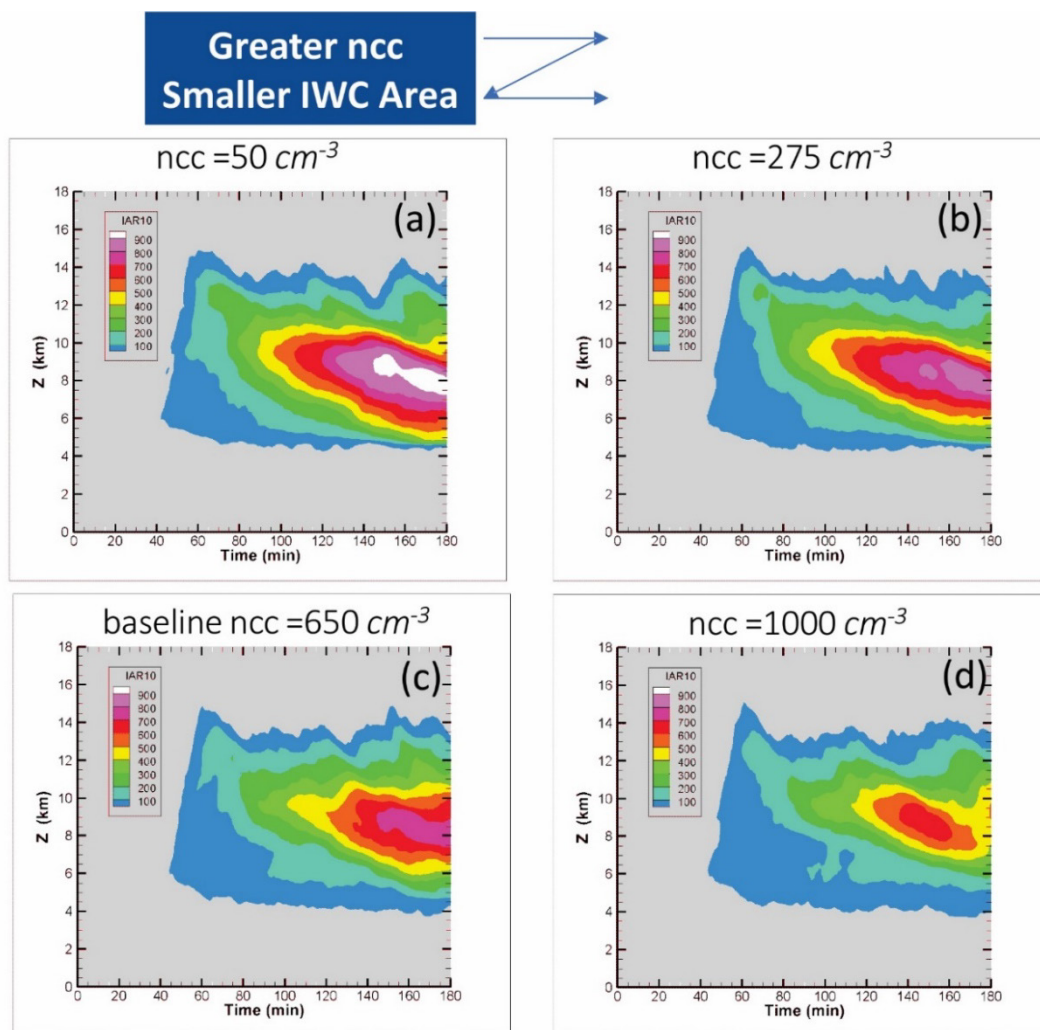 Greater ncc
Smaller IWC Area
ncc =50 cm⁻³
(a)
IAR10
900
800
700
600
500
400
300
200
100
Z (km)
18
16
14
12
10
8
6
4
2
0
0 20 40 60 80 100 120 140 160 180
Time (min)
ncc =275 cm⁻³
(b)
IAR10
900
800
700
600
500
400
300
200
100
Z (km)
18
16
14
12
10
8
6
4
2
0
0 20 40 60 80 100 120 140 160 180
Time (min)
baseline ncc =650 cm⁻³
(c)
IAR10
900
800
700
600
500
400
300
200
100
Z (km)
18
16
14
12
10
8
6
4
2
0
0 20 40 60 80 100 120 140 160 180
Time (min)
ncc =1000 cm⁻³
(d)
IAR10
900
800
700
600
500
400
300
200
100
Z (km)
18
16
14
12
10
8
6
4
2
0
0 20 40 60 80 100 120 140 160 180
Time (min)